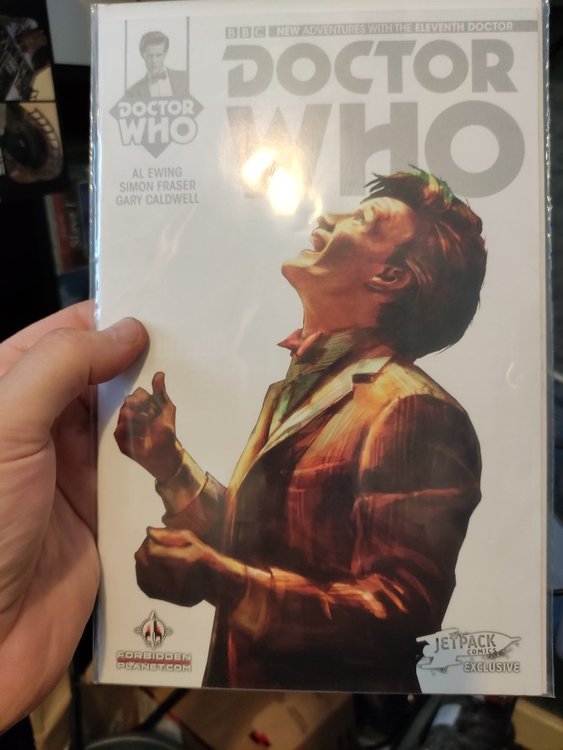 BBC NEW ADVENTURES WITH THE ELEVENTH DOCTOR
DOCTOR
WHO
DOCTOR
WHO
AL EWING
SIMON FRASER
GARY CALDWELL
FORBIDDEN
PLANET.COM
JETPACK
COMICS
EXCLUSIVE